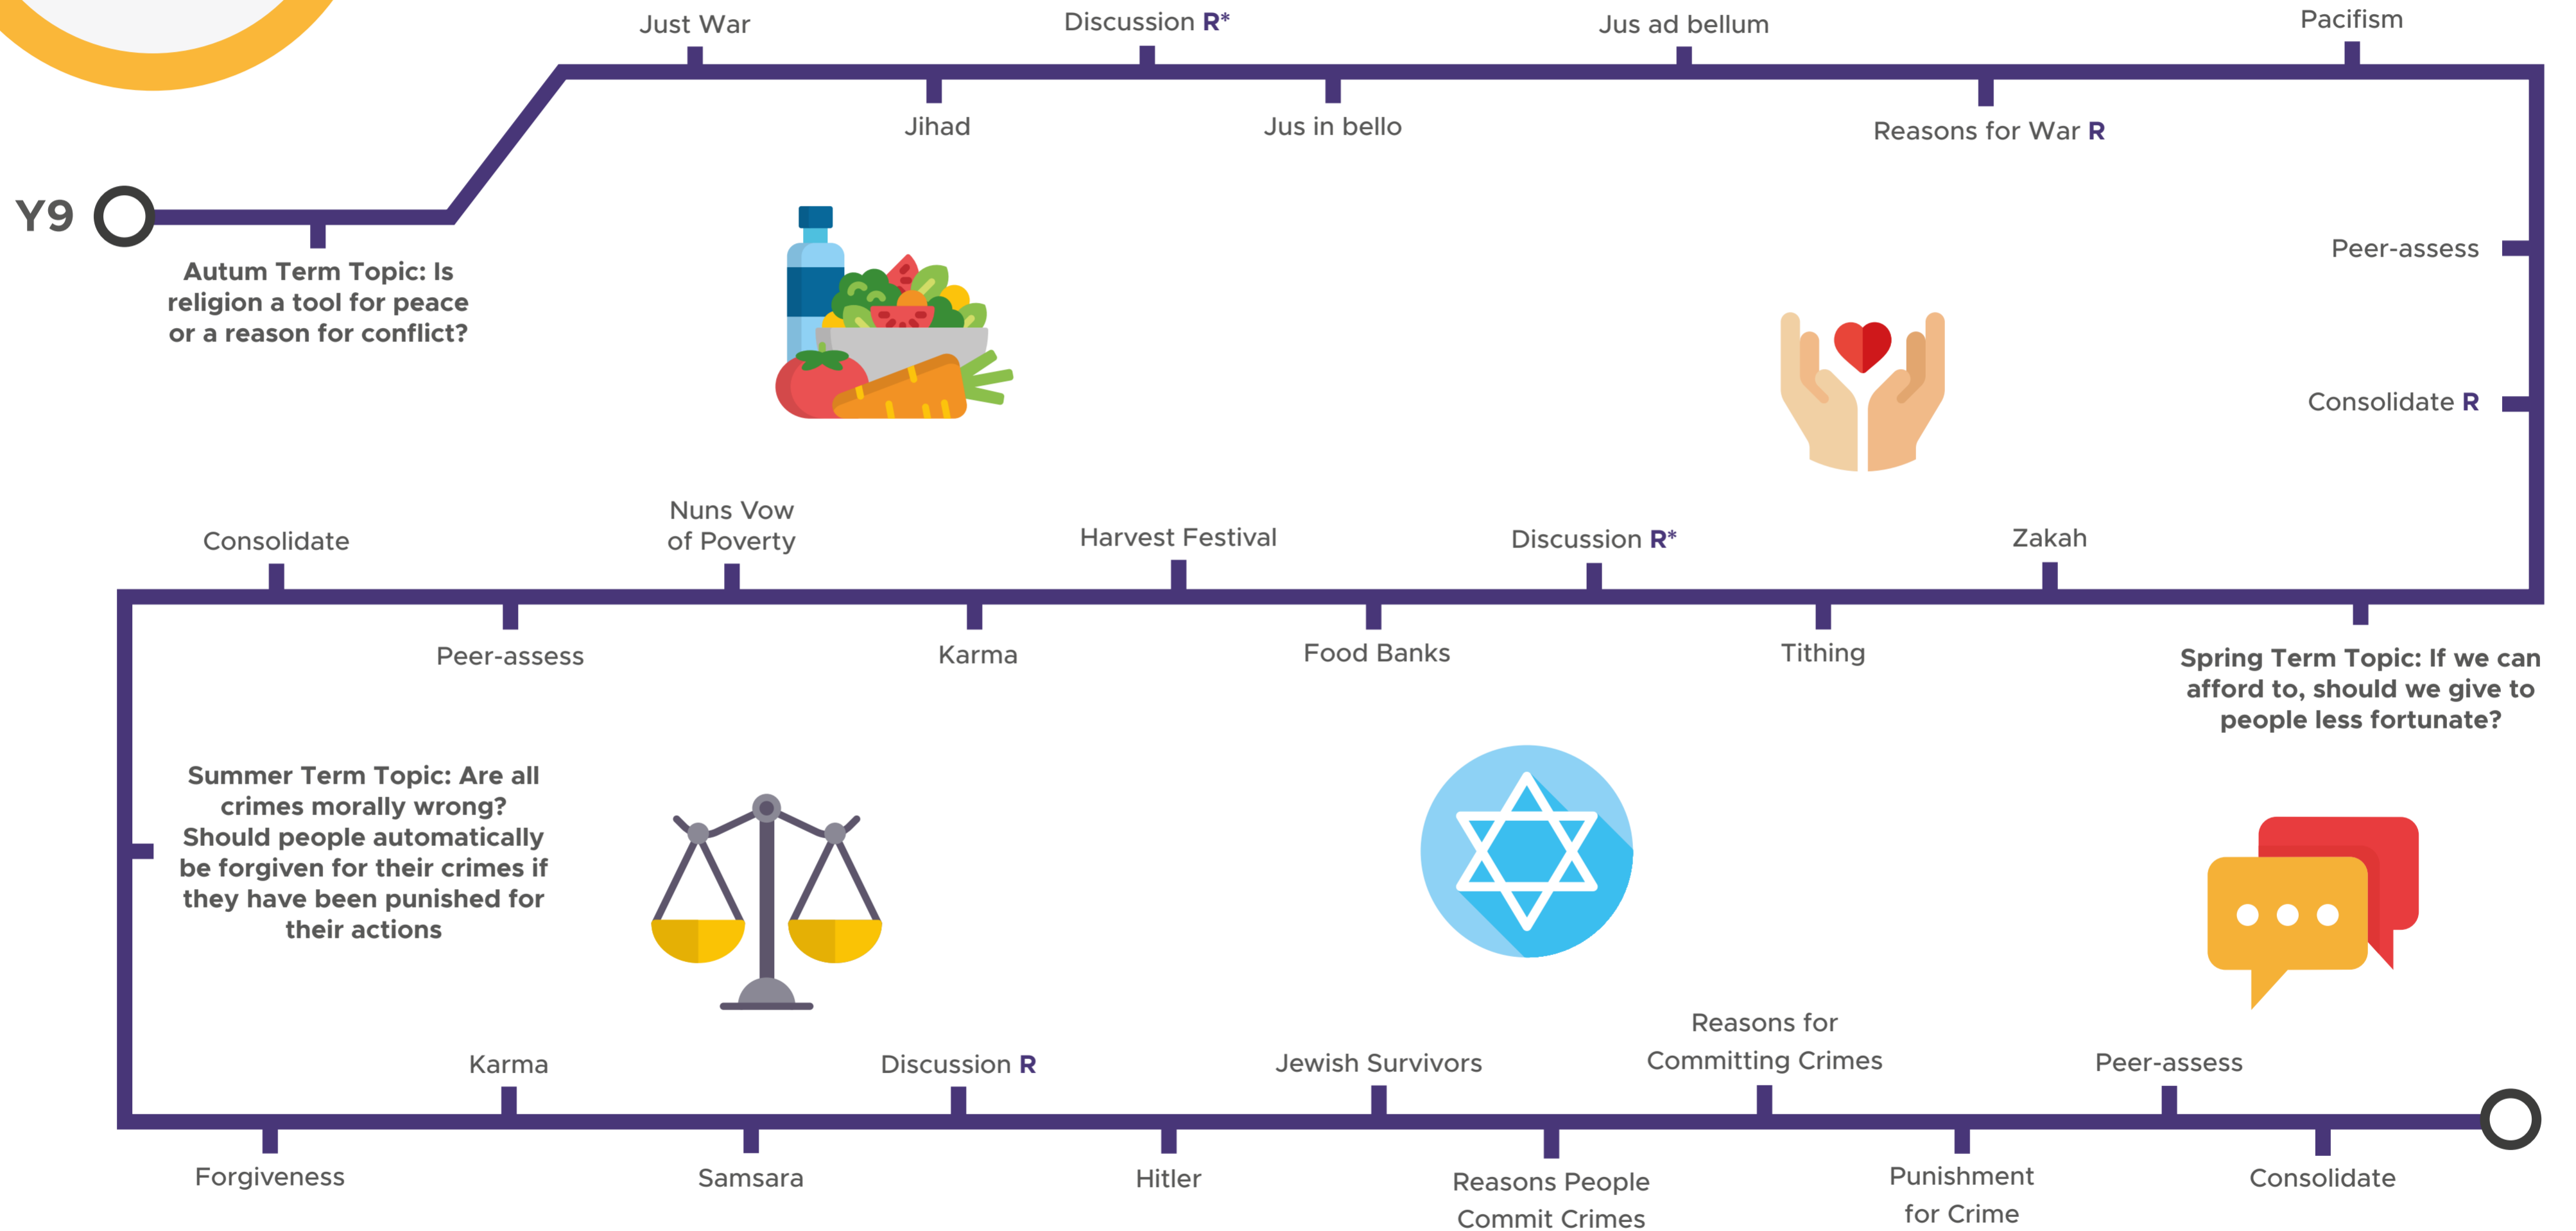 Y9
Autum Term Topic: Is
religion a tool for peace
or a reason for conflict?
Just War
Jihad
Discussion R*
Jus in bello
Jus ad bellum
Reasons for War R
Pacifism
Peer-assess
Consolidate R
Spring Term Topic: If we can
afford to, should we give to
people less fortunate?
Zakah
Tithing
Discussion R*
Food Banks
Harvest Festival
Karma
Nuns Vow
of Poverty
Peer-assess
Consolidate
Summer Term Topic: Are all
crimes morally wrong?
Should people automatically
be forgiven for their crimes if
they have been punished for
their actions
Forgiveness
Karma
Samsara
Discussion R
Hitler
Jewish Survivors
Reasons People
Commit Crimes
Reasons for
Committing Crimes
Punishment
for Crime
Peer-assess
Consolidate